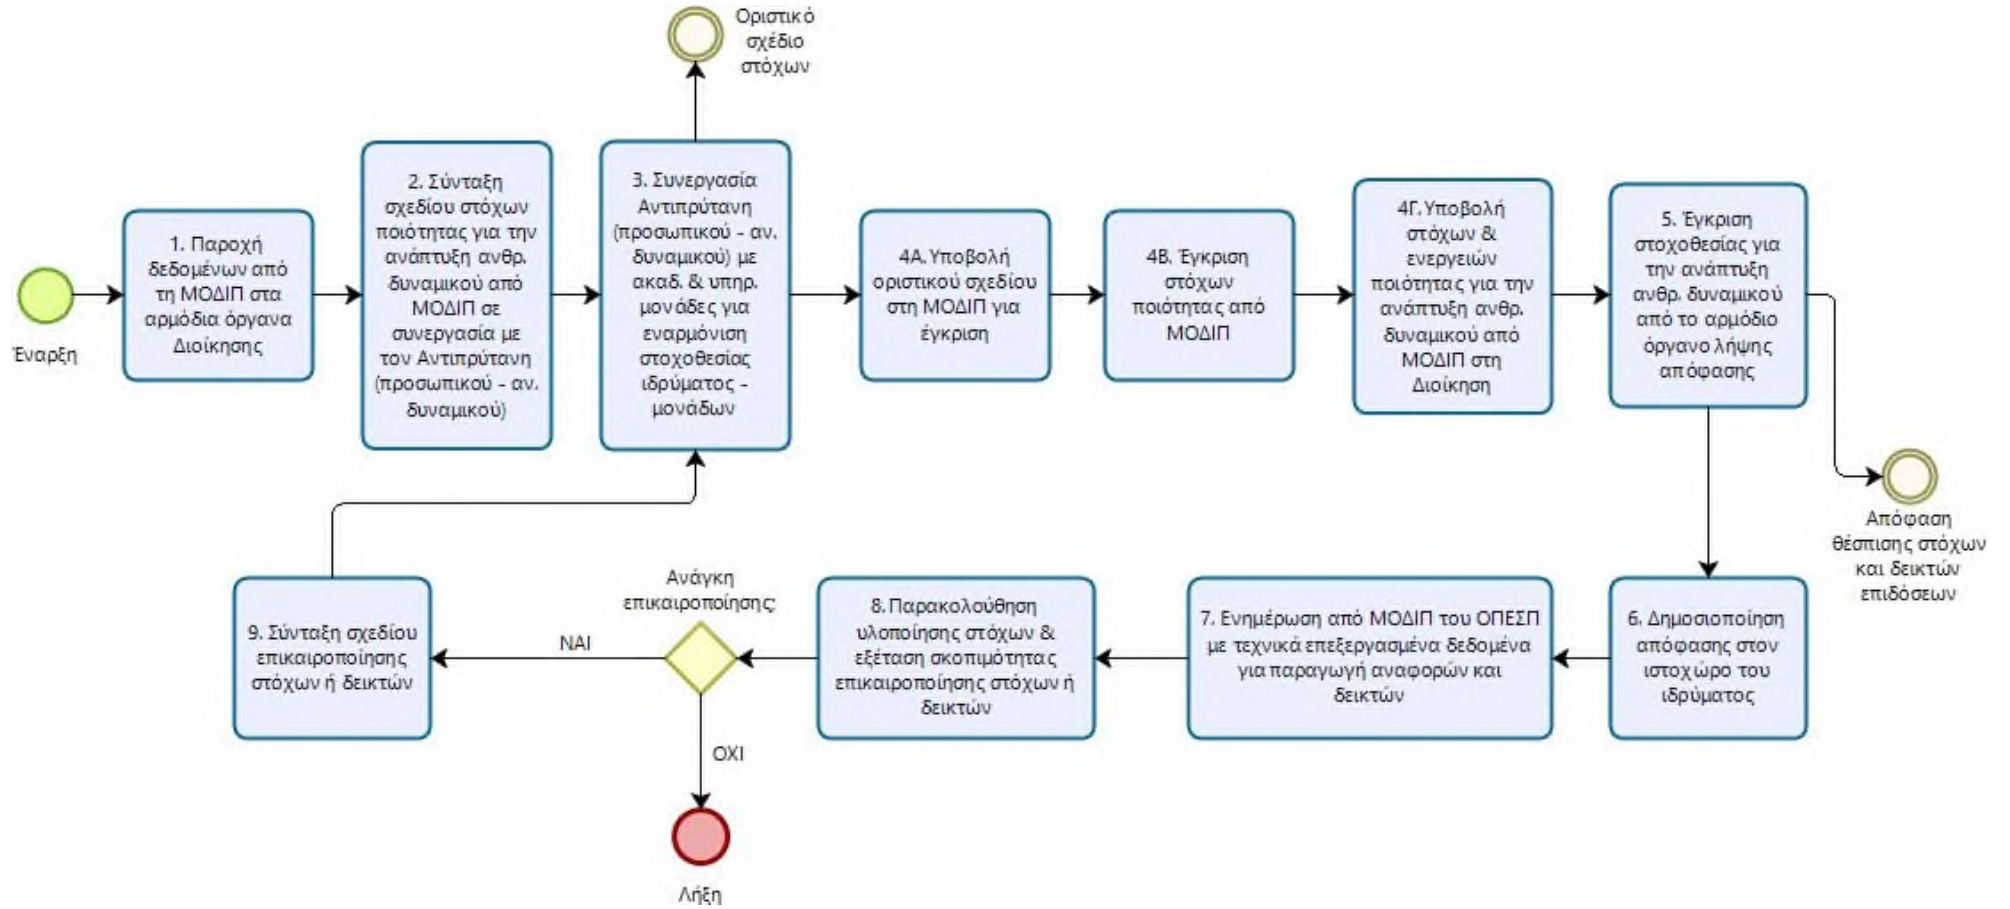 Οριστικό
σχέδιο
στόχων
Έναρξη
1. Παροχή
δεδομένων από
τη ΜΟΔΙΠ στα
αρμόδια όργανα
Διοίκησης
2. Σύνταξη
σχεδίου στόχων
ποιότητας για την
ανάπτυξη ανθρ.
δυναμικού από
ΜΟΔΙΠ σε
συνεργασία με
τον Αντιπρύτανη
(προσωπικού - αν.
δυναμικού)
3. Συνεργασία
Αντιπρύτανη
(προσωπικού - αν.
δυναμικού) με
ακαδ. & υπηρ.
μονάδες για
εναρμόνιση
στοχοθεσίας
ιδρύματος -
μονάδων
4Α. Υποβολή
οριστικού σχεδίου
στη ΜΟΔΙΠ για
έγκριση
4Β. Έγκριση
στόχων
ποιότητας από
ΜΟΔΙΠ
4Γ. Υποβολή
στόχων &
ενεργειών
ποιότητας για την
ανάπτυξη ανθρ.
δυναμικού από
ΜΟΔΙΠ στη
Διοίκηση
5. Έγκριση
στοχοθεσίας για
την ανάπτυξη
ανθρ. δυναμικού
από το αρμόδιο
όργανο λήψης
απόφασης
Απόφαση
θέσπισης στόχων
και δεικτών
επιδόσεων
6. Δημοσιοποίηση
απόφασης στον
ιστοχώρο του
ιδρύματος
7. Ενημέρωση από ΜΟΔΙΠ του ΟΠΕΣΠ
με τεχνικά επεξεργασμένα δεδομένα
για παραγωγή αναφορών και
δεικτών
8. Παρακολούθηση
υλοποίησης στόχων &
εξέταση σκοπιμότητας
επικαιροποίησης στόχων ή
δεικτών
Ανάγκη
επικαιροποίησης;
ΝΑΙ
9. Σύνταξη σχεδίου
επικαιροποίησης
στόχων ή δεικτών
ΟΧΙ
Λήξη